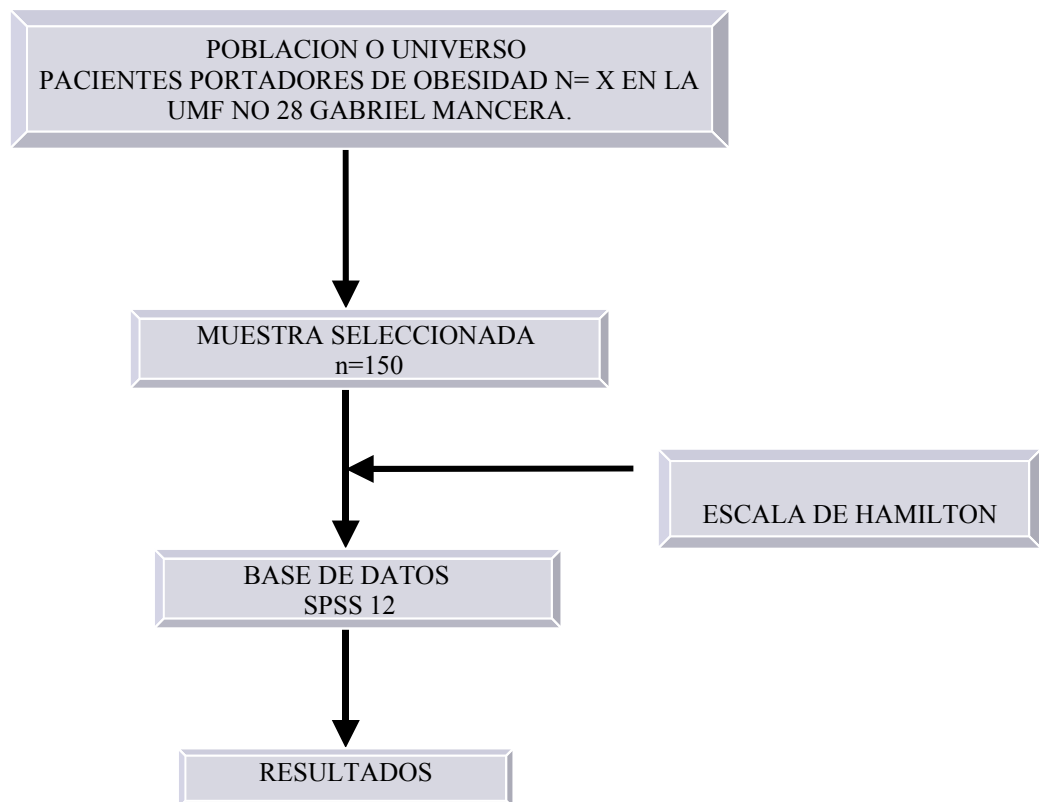 POBLACION O UNIVERSO
PACIENTES PORTADORES DE OBESIDAD N= X EN LA
UMF NO 28 GABRIEL MANCERA.
MUESTRA SELECCIONADA
n=150
ESCALA DE HAMILTON
BASE DE DATOS
SPSS 12
RESULTADOS